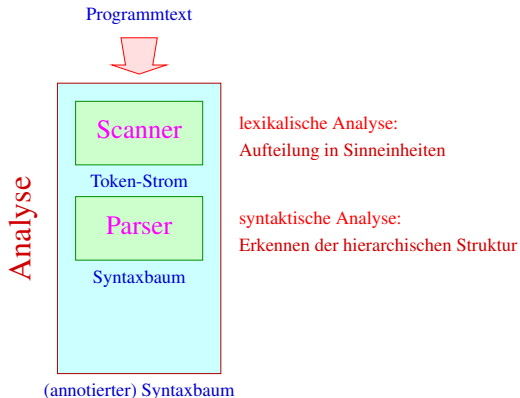 Programmtext
Scanner
lexikalische Analyse:
Aufteilung in Sinneinheiten
Token-Strom
Analyse
Parser
syntaktische Analyse:
Erkennen der hierarchischen Struktur
Syntaxbaum
(annotierter) Syntaxbaum